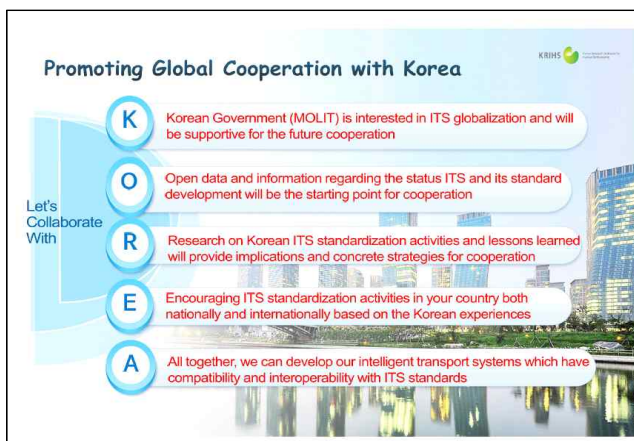 KRIHS
Promoting Global Cooperation with Korea
Let's
Collaborate
With
K
Korean Government (MOLIT) is interested in ITS globalization and will
be supportive for the future cooperation
O
Open data and information regarding the status ITS and its standard
development will be the starting point for cooperation
R
Research on Korean ITS standardization activities and lessons learned
will provide implications and concrete strategies for cooperation
E
Encouraging ITS standardization activities in your country both
nationally and internationally based on the Korean experiences
A
All together, we can develop our intelligent transport systems which have
compatibility and interoperability with ITS standards